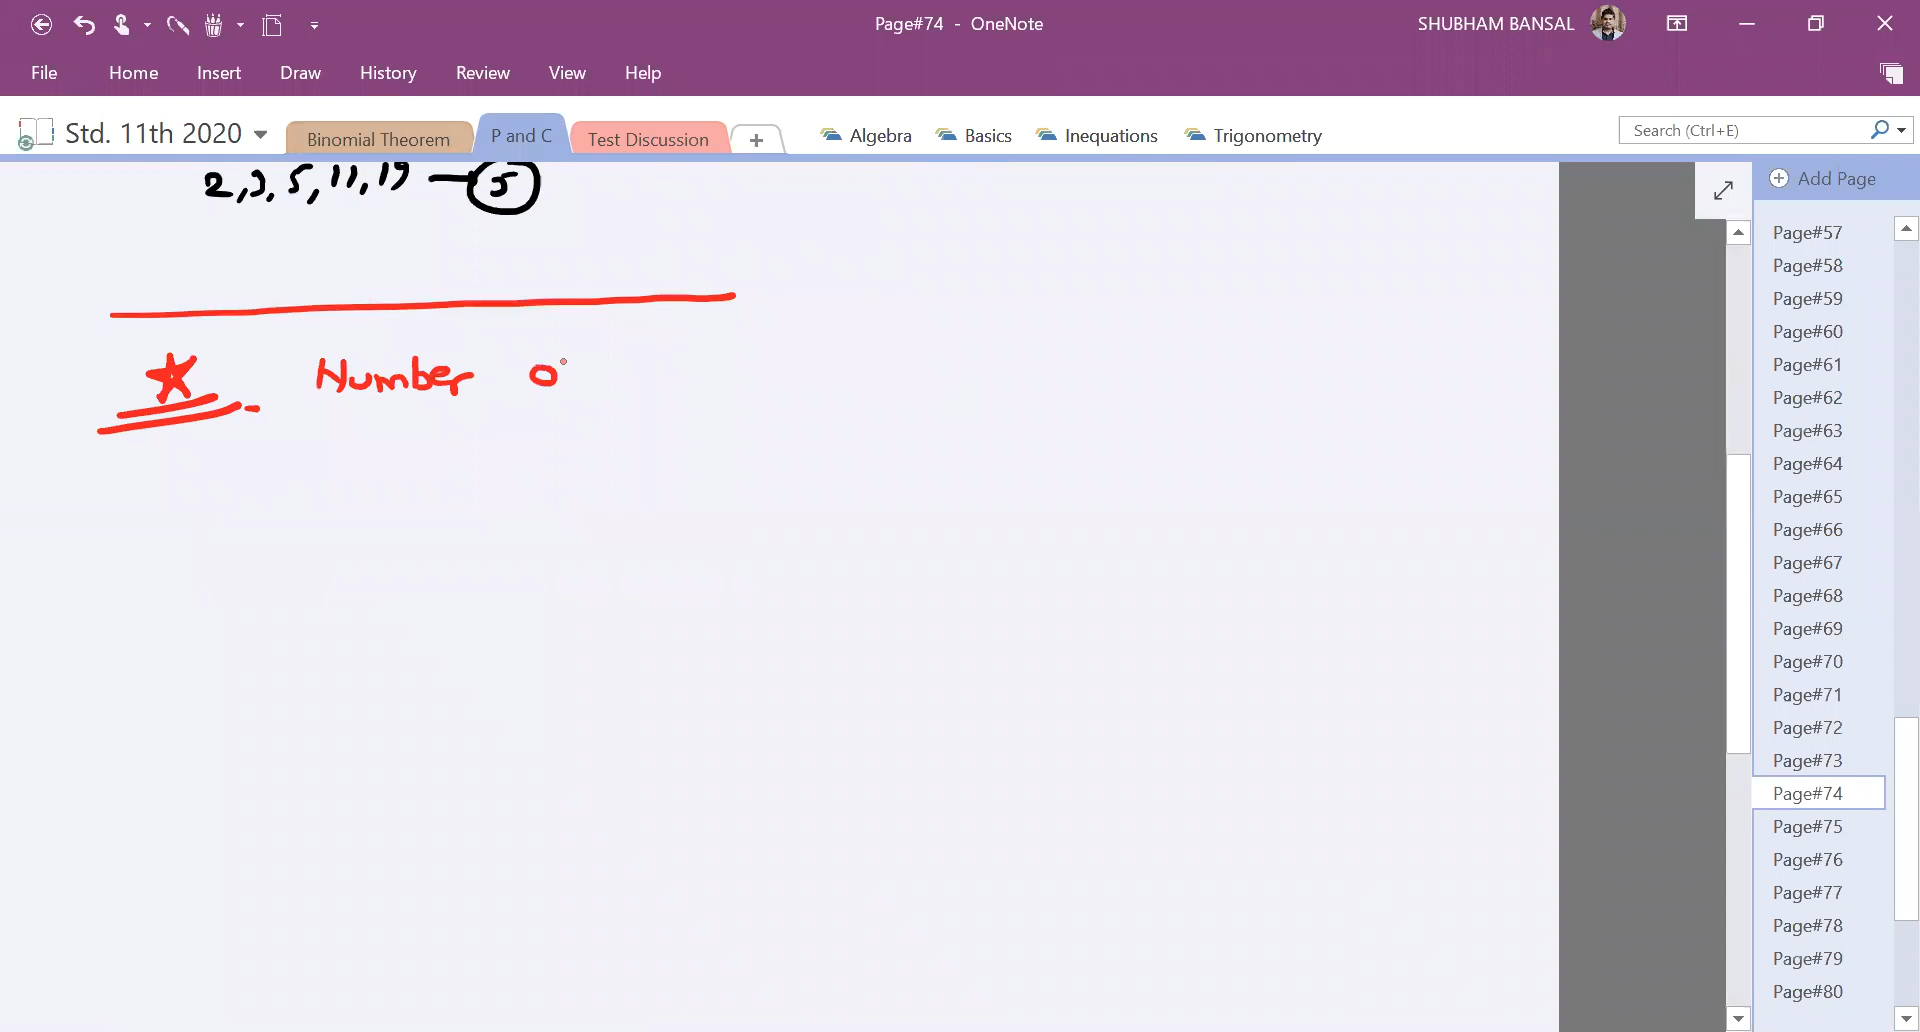 Page#74 - OneNote
SHUBHAM BANSAL
File Home Insert Draw History Review View Help
Std. 11th 2020
Binomial Theorem
P and C
Test Discussion
Algebra
Basics
Inequations
Trigonometry
Search (Ctrl+E)
2,3,5,11,19 — 5
Number o
Add Page
Page#57
Page#58
Page#59
Page#60
Page#61
Page#62
Page#63
Page#64
Page#65
Page#66
Page#67
Page#68
Page#69
Page#70
Page#71
Page#72
Page#73
Page#74
Page#75
Page#76
Page#77
Page#78
Page#79
Page#80